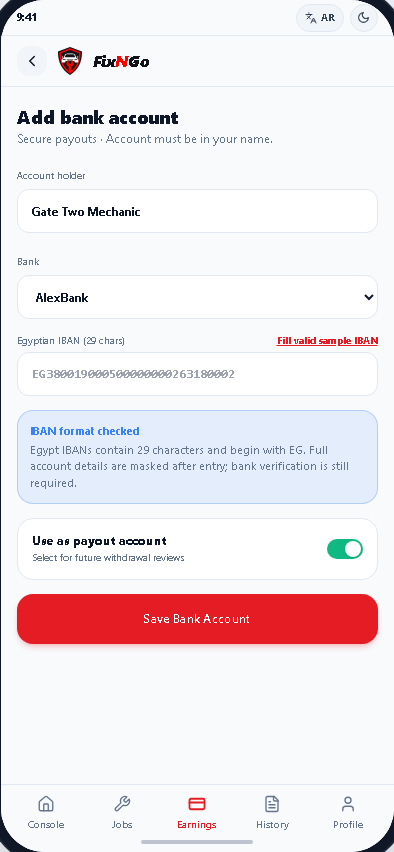 9:41
AR
FixNGo
Add bank account
Secure payouts · Account must be in your name.
Account holder
Gate Two Mechanic
Bank
AlexBank
Egyptian IBAN (29 chars)
Fill valid sample IBAN
EG380019000500000000263180002
IBAN format checked
Egypt IBANs contain 29 characters and begin with EG. Full
account details are masked after entry; bank verification is still
required.
Use as payout account
Select for future withdrawal reviews
Save Bank Account
Console
Jobs
Earnings
History
Profile